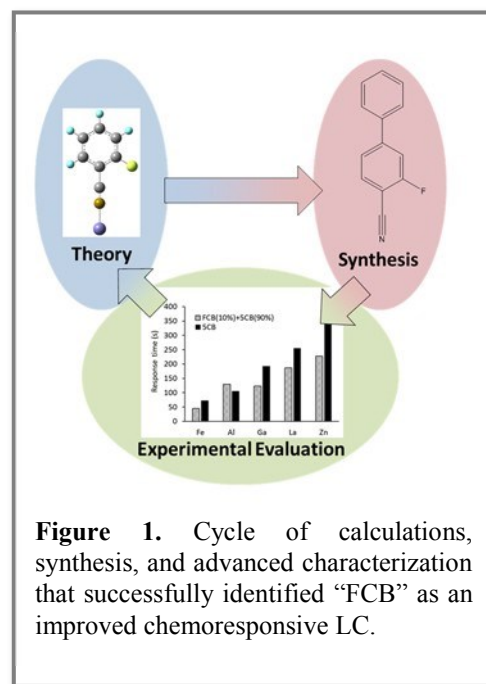 F
N
Theory
Synthesis
Response time (s)
400
350
300
250
200
150
100
50
0
FCB(10%)+5CB(90%)
5CB
Fe Al Ga La Zn
Experimental Evaluation
Figure 1. Cycle of calculations,
synthesis, and advanced characterization
that successfully identified “FCB” as an
improved chemoresponsive LC.